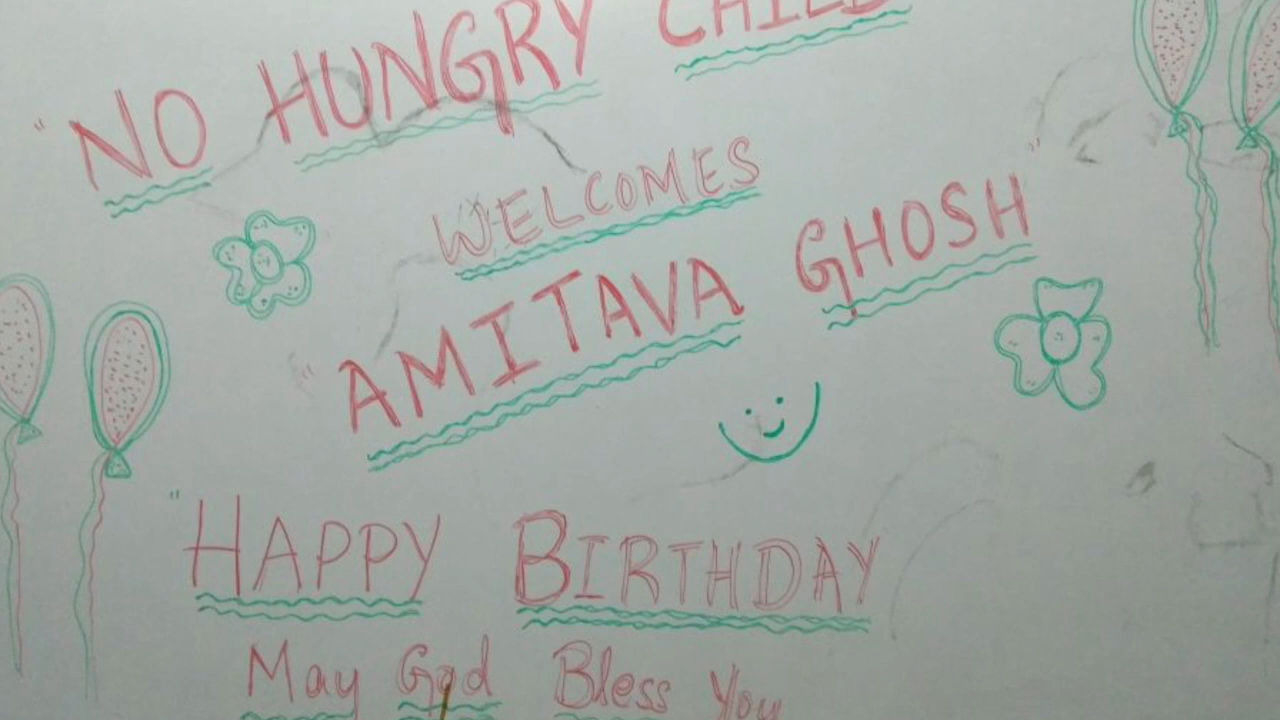 "NO HUNGRY CHILD
WELCOMES
"AMITAVA GHOSH"
"HAPPY BIRTHDAY
May God Bless You